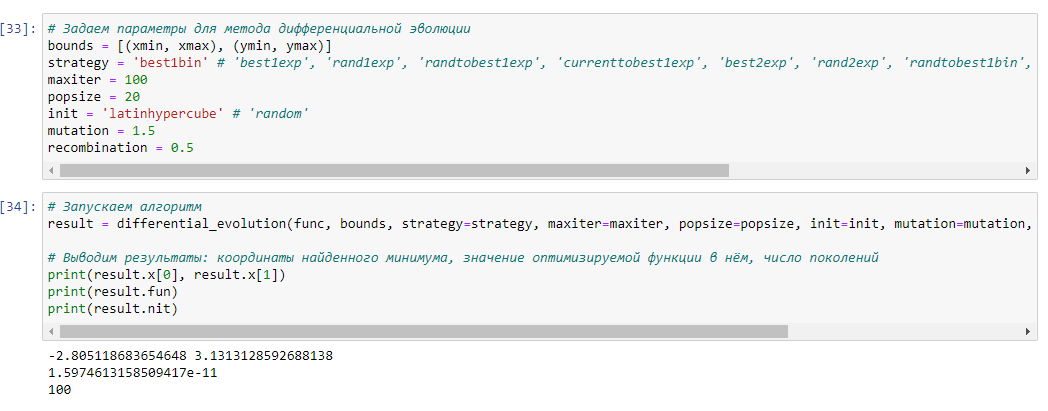 [33]:
# Задаем параметры для метода дифференциальной эволюции
bounds = [(xmin, xmax), (ymin, ymax)]
strategy = 'best1bin' # 'best1exp', 'rand1exp', 'randtobest1exp', 'currenttobest1exp', 'best2exp', 'rand2exp', 'randtobest1bin',
maxiter = 100
popsize = 20
init = 'latinhypercube' # 'random'
mutation = 1.5
recombination = 0.5
[34]:
# Запускаем алгоритм
result = differential_evolution(func, bounds, strategy=strategy, maxiter=maxiter, popsize=popsize, init=init, mutation=mutation,
# Выводим результаты: координаты найденного минимума, значение оптимизируемой функции в нём, число поколений
print(result.x[0], result.x[1])
print(result.fun)
print(result.nit)
-2.805118683654648 3.1313128592688138
1.5974613158509417e-11
100